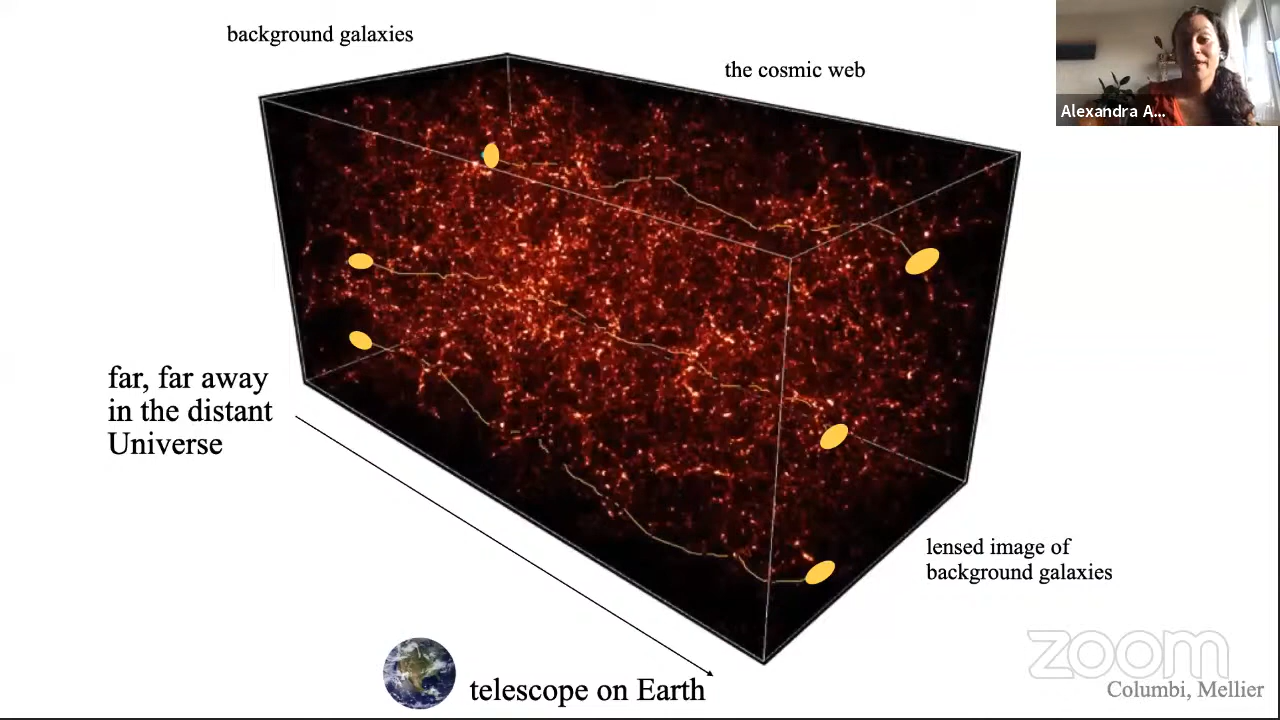 background galaxies
the cosmic web
Alexandra A...
far, far away
in the distant
Universe
lensed image of
background galaxies
zoom
Columbi, Mellier
telescope on Earth